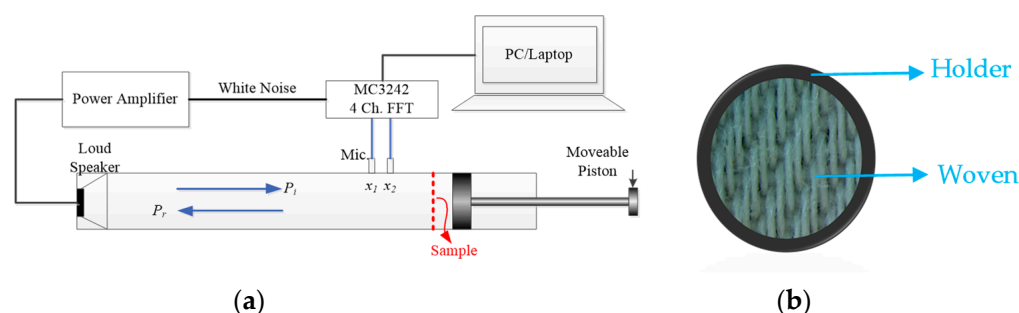 PC/Laptop
Power Amplifier
White Noise
MC3242
4 Ch. FFT
Loud
Speaker
Mic.
x1 x2
Moveable
Piston
Pi
Pr
Sample
(a)
Holder
Woven
(b)